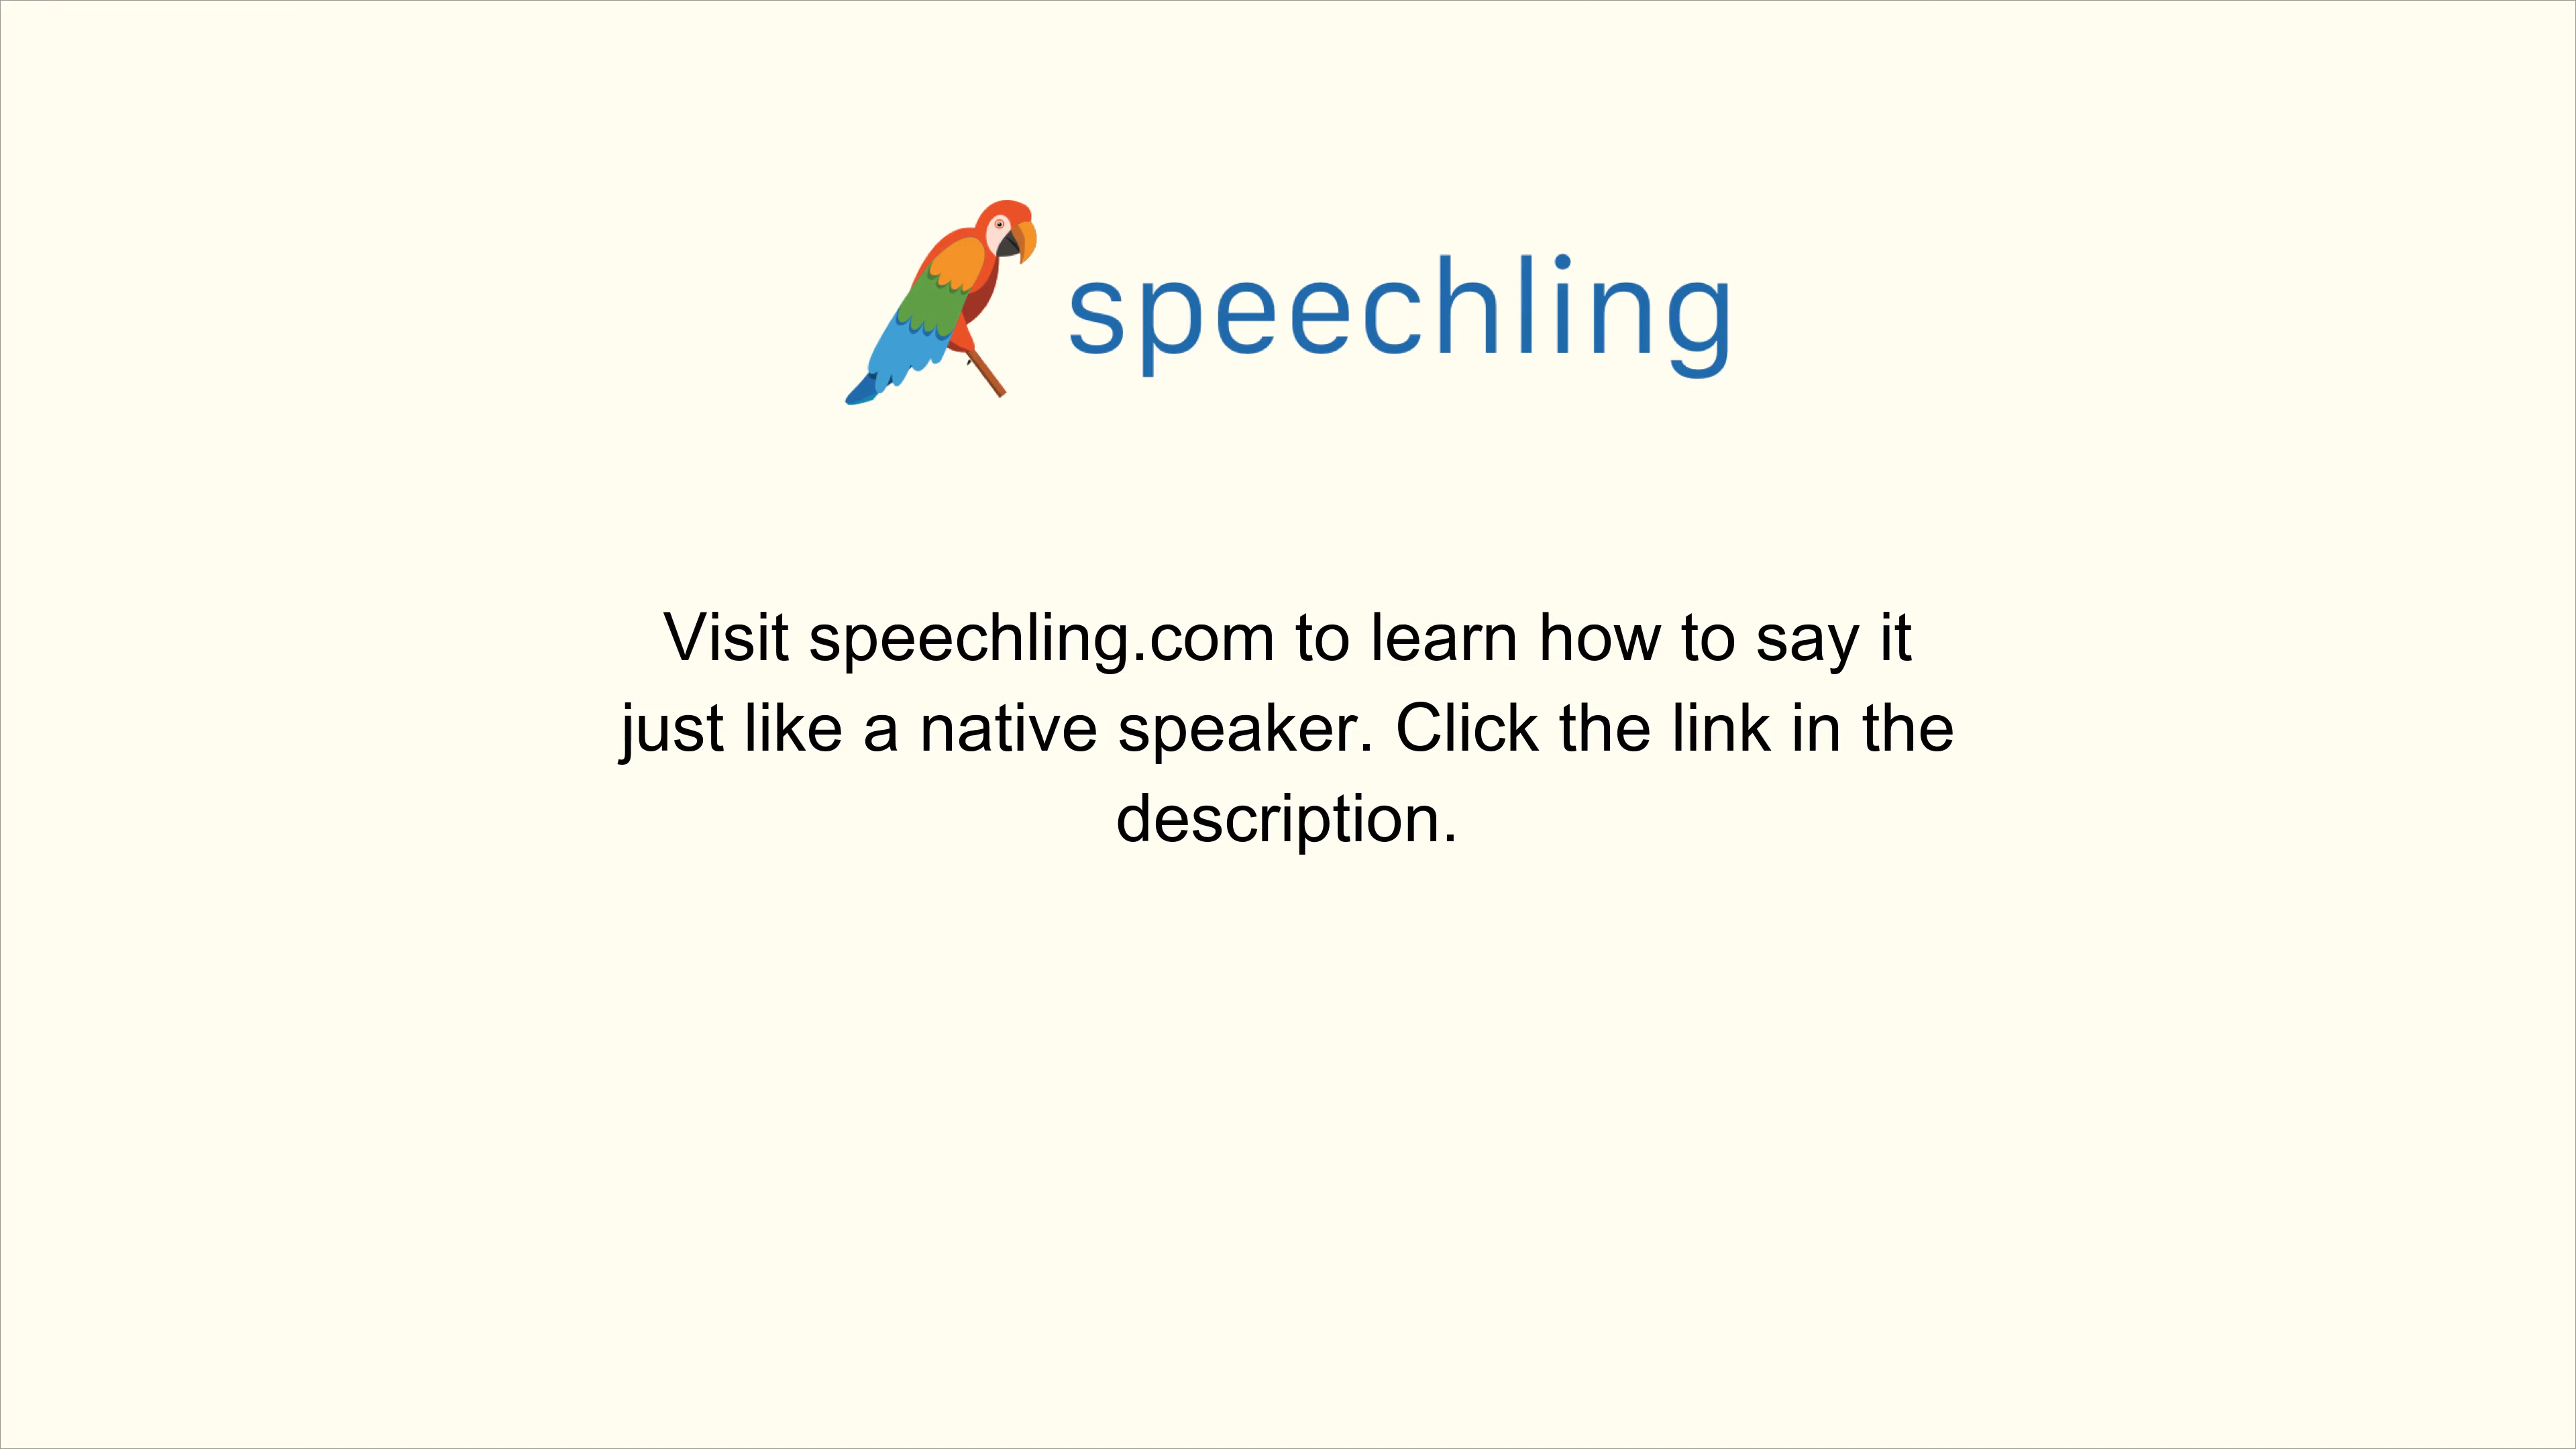 speechling
Visit speechling.com to learn how to say it
just like a native speaker. Click the link in the
description.